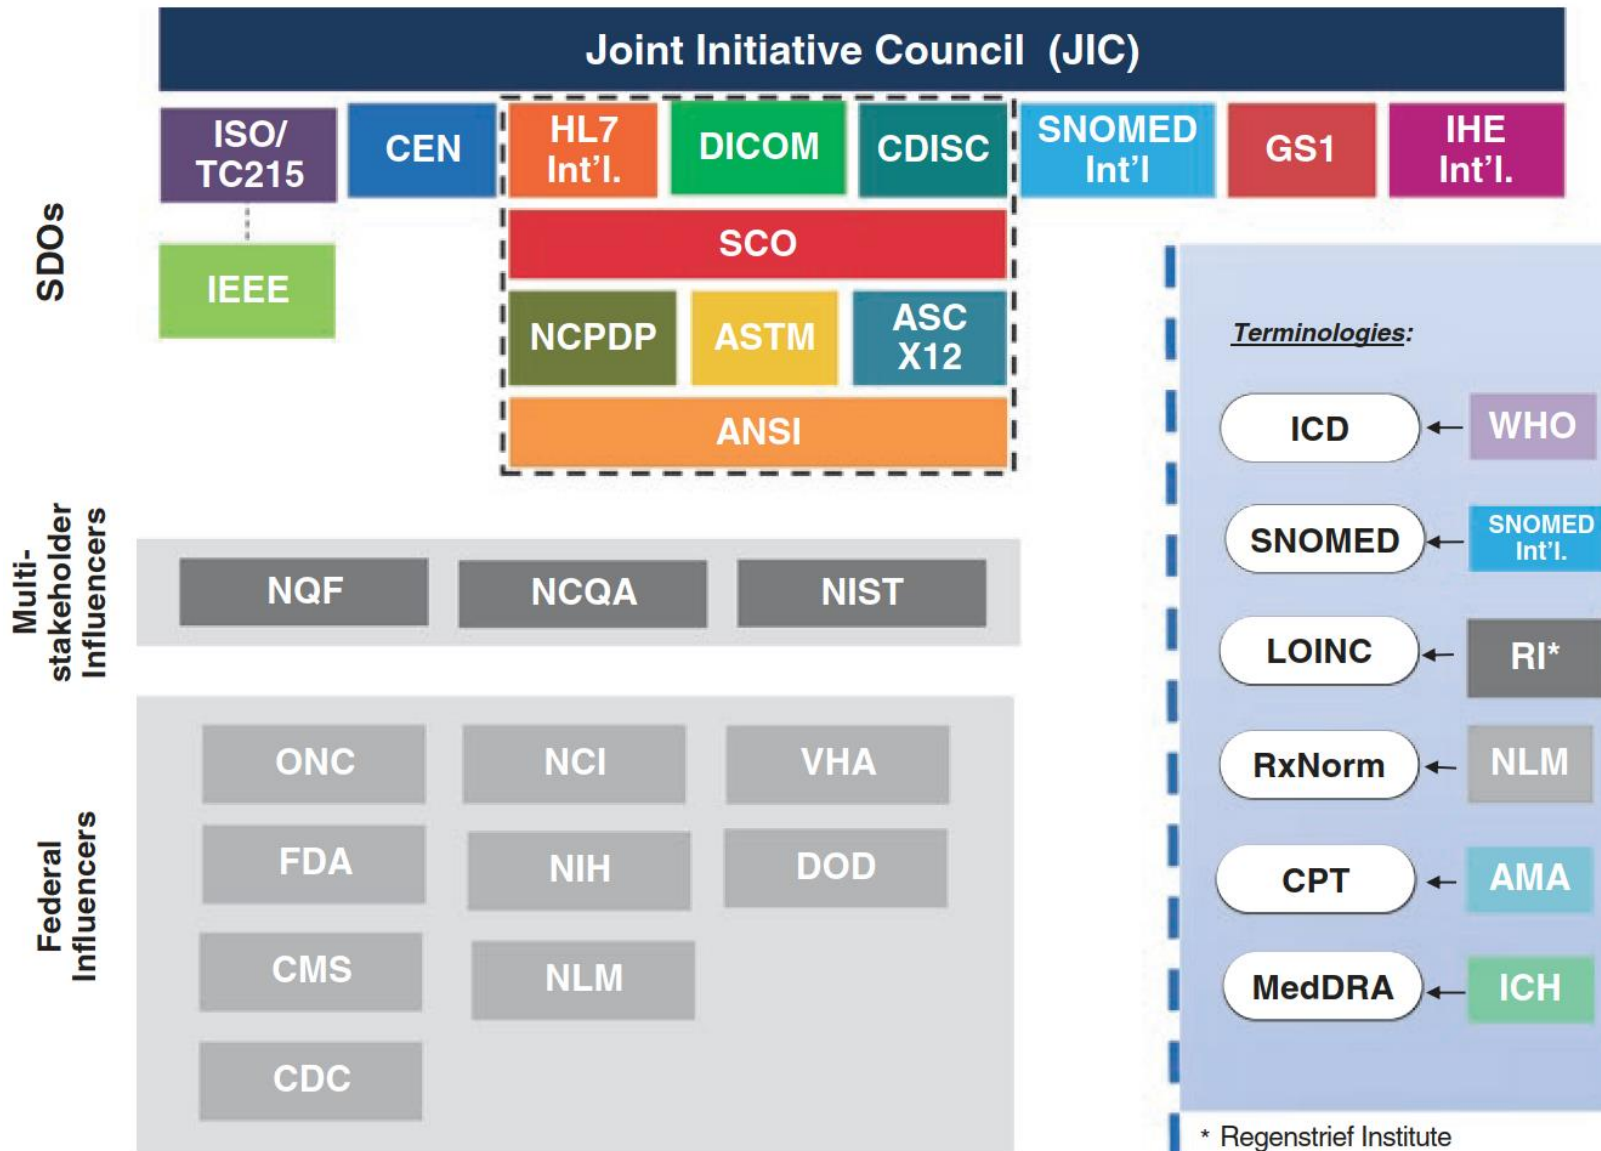 Joint Initiative Council (JIC)
SDOs
ISO/
TC215
CEN
HL7
Int'l.
DICOM
CDISC
SNOMED
Int'l
GS1
IHE
Int'l.
IEEE
SCO
NCPDP
ASTM
ASC
X12
ANSI
Multi-
stakeholder
Influencers
NQF
NCQA
NIST
Federal
Influencers
ONC
NCI
VHA
FDA
NIH
DOD
CMS
NLM
CDC
Terminologies:
ICD
WHO
SNOMED
SNOMED
Int'l.
LOINC
RI*
RxNorm
NLM
CPT
AMA
MedDRA
ICH
* Regenstrief Institute